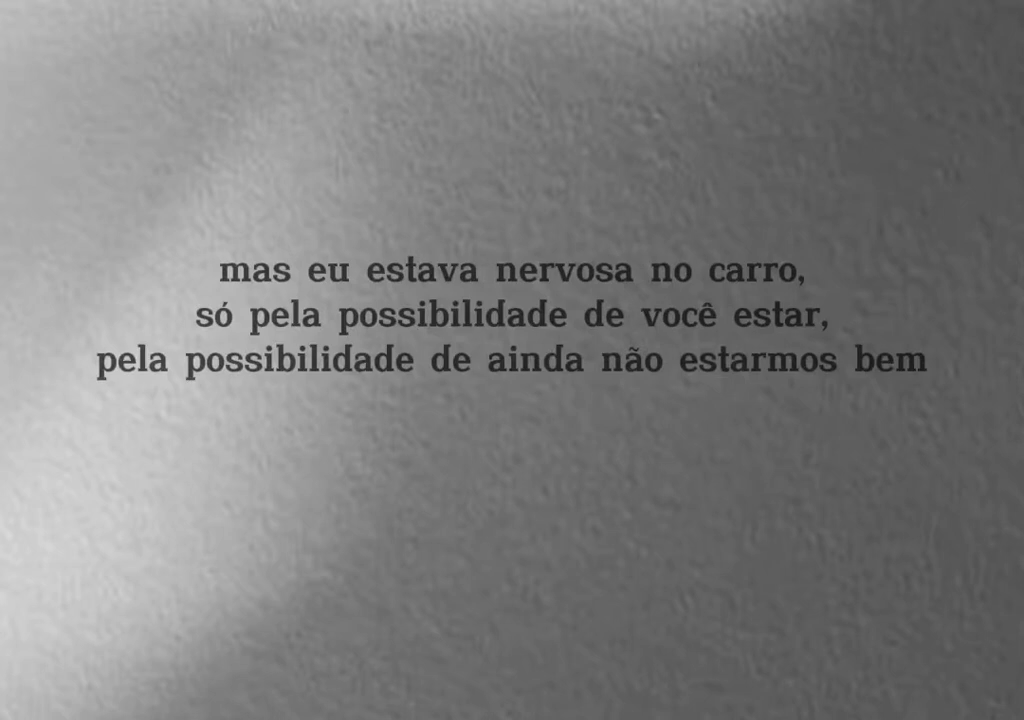 mas eu estava nervosa no carro,
só pela possibilidade de você estar,
pela possibilidade de ainda não estarmos bem